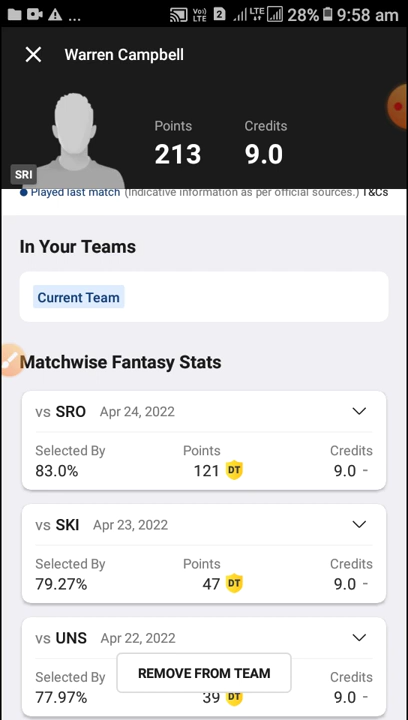 ... Vo)) LTE 2 LTE 28% 9:58 am
Warren Campbell
Points Credits
213 9.0
SRI
Played last match (Indicative information as per official sources.) T&Cs
In Your Teams
Current Team
Matchwise Fantasy Stats
vs SRO Apr 24, 2022
Selected By Points Credits
83.0% 121 DT 9.0 -
vs SKI Apr 23, 2022
Selected By Points Credits
79.27% 47 DT 9.0 -
vs UNS Apr 22, 2022
Selected By Credits
REMOVE FROM TEAM
77.97% 39 DT 9.0 -